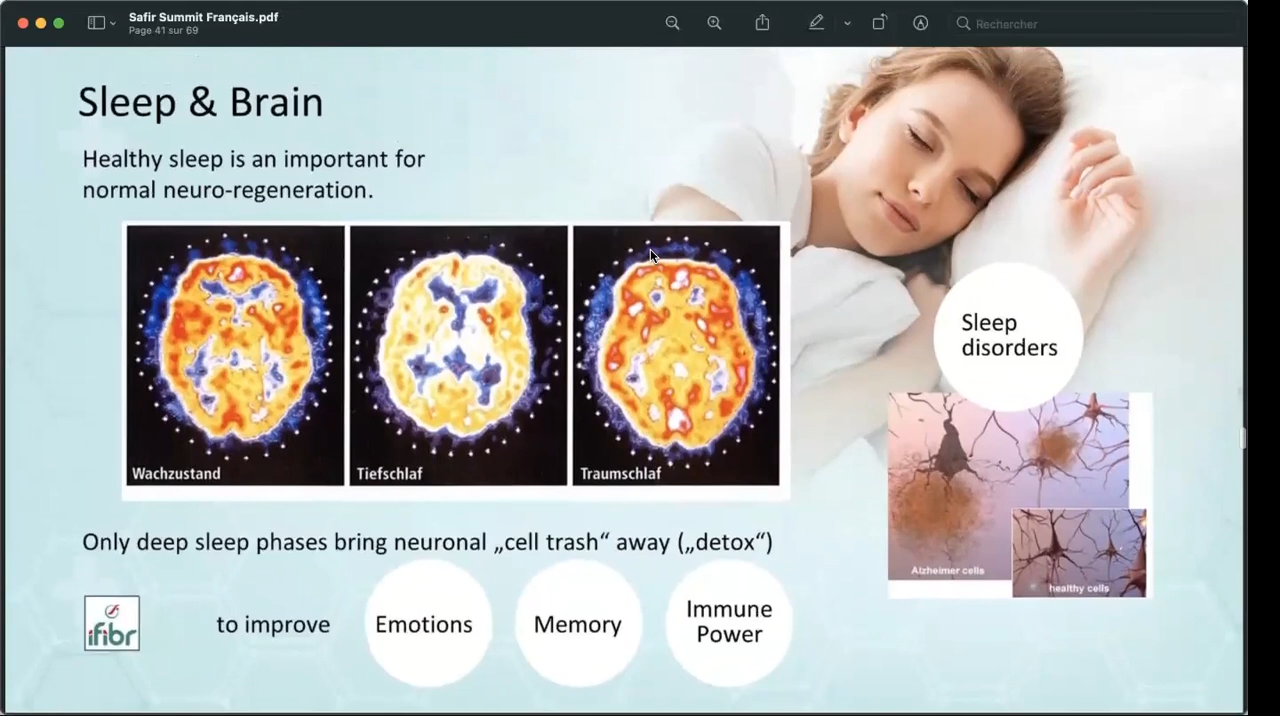 Safir Summit Français.pdf
Page 41 sur 69
Rechercher
Sleep & Brain
Healthy sleep is an important for
normal neuro-regeneration.
Wachzustand
Tiefschlaf
Traumschlaf
Sleep
disorders
Alzheimer cells
healthy cells
Only deep sleep phases bring neuronal „cell trash“ away („detox“)
ifibr
to improve
Emotions
Memory
Immune
Power